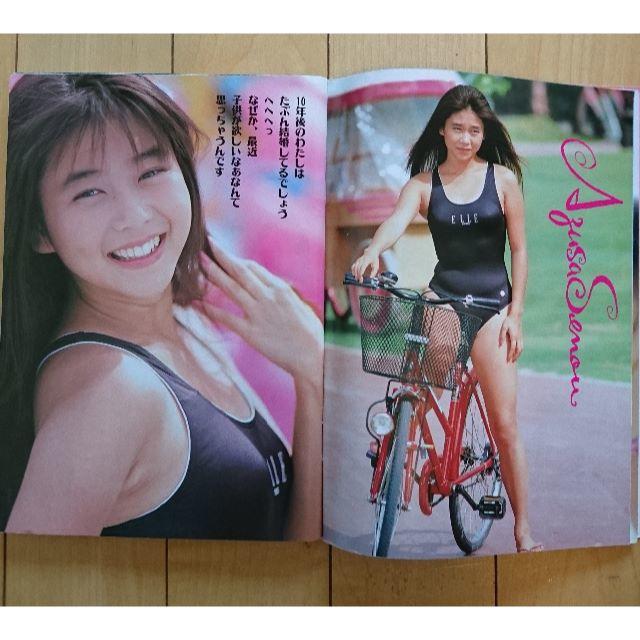 10年後のわたしは
たぶん結婚してるでしょう
へへへっ
なぜか、最近
子供が欲しいなあなんて
思っちゃうんです
ELLE
ELLE
Azusa Senou